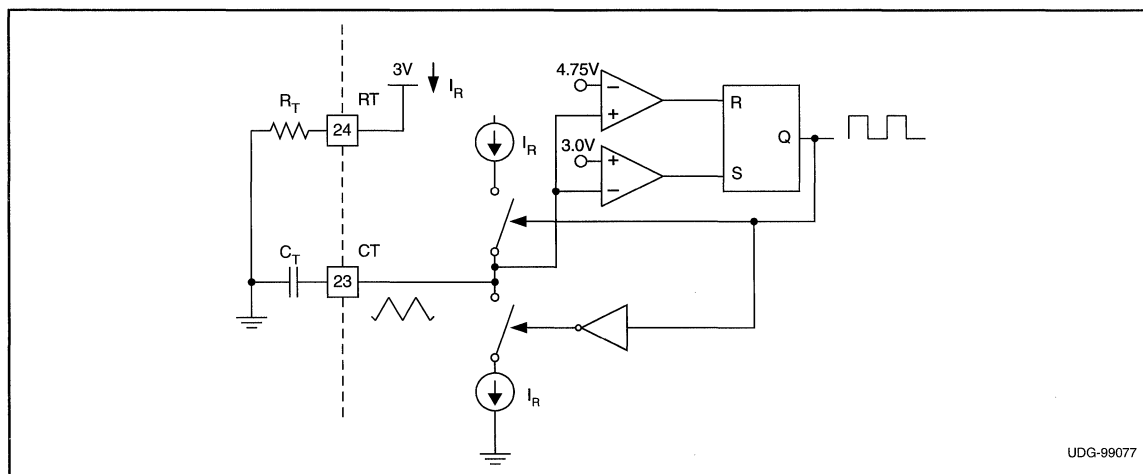 3V
I_R
R_T
RT
24
4.75V
−
+
R
Q
I_R
3.0V
+
−
S
C_T
CT
23
I_R
UDG-99077